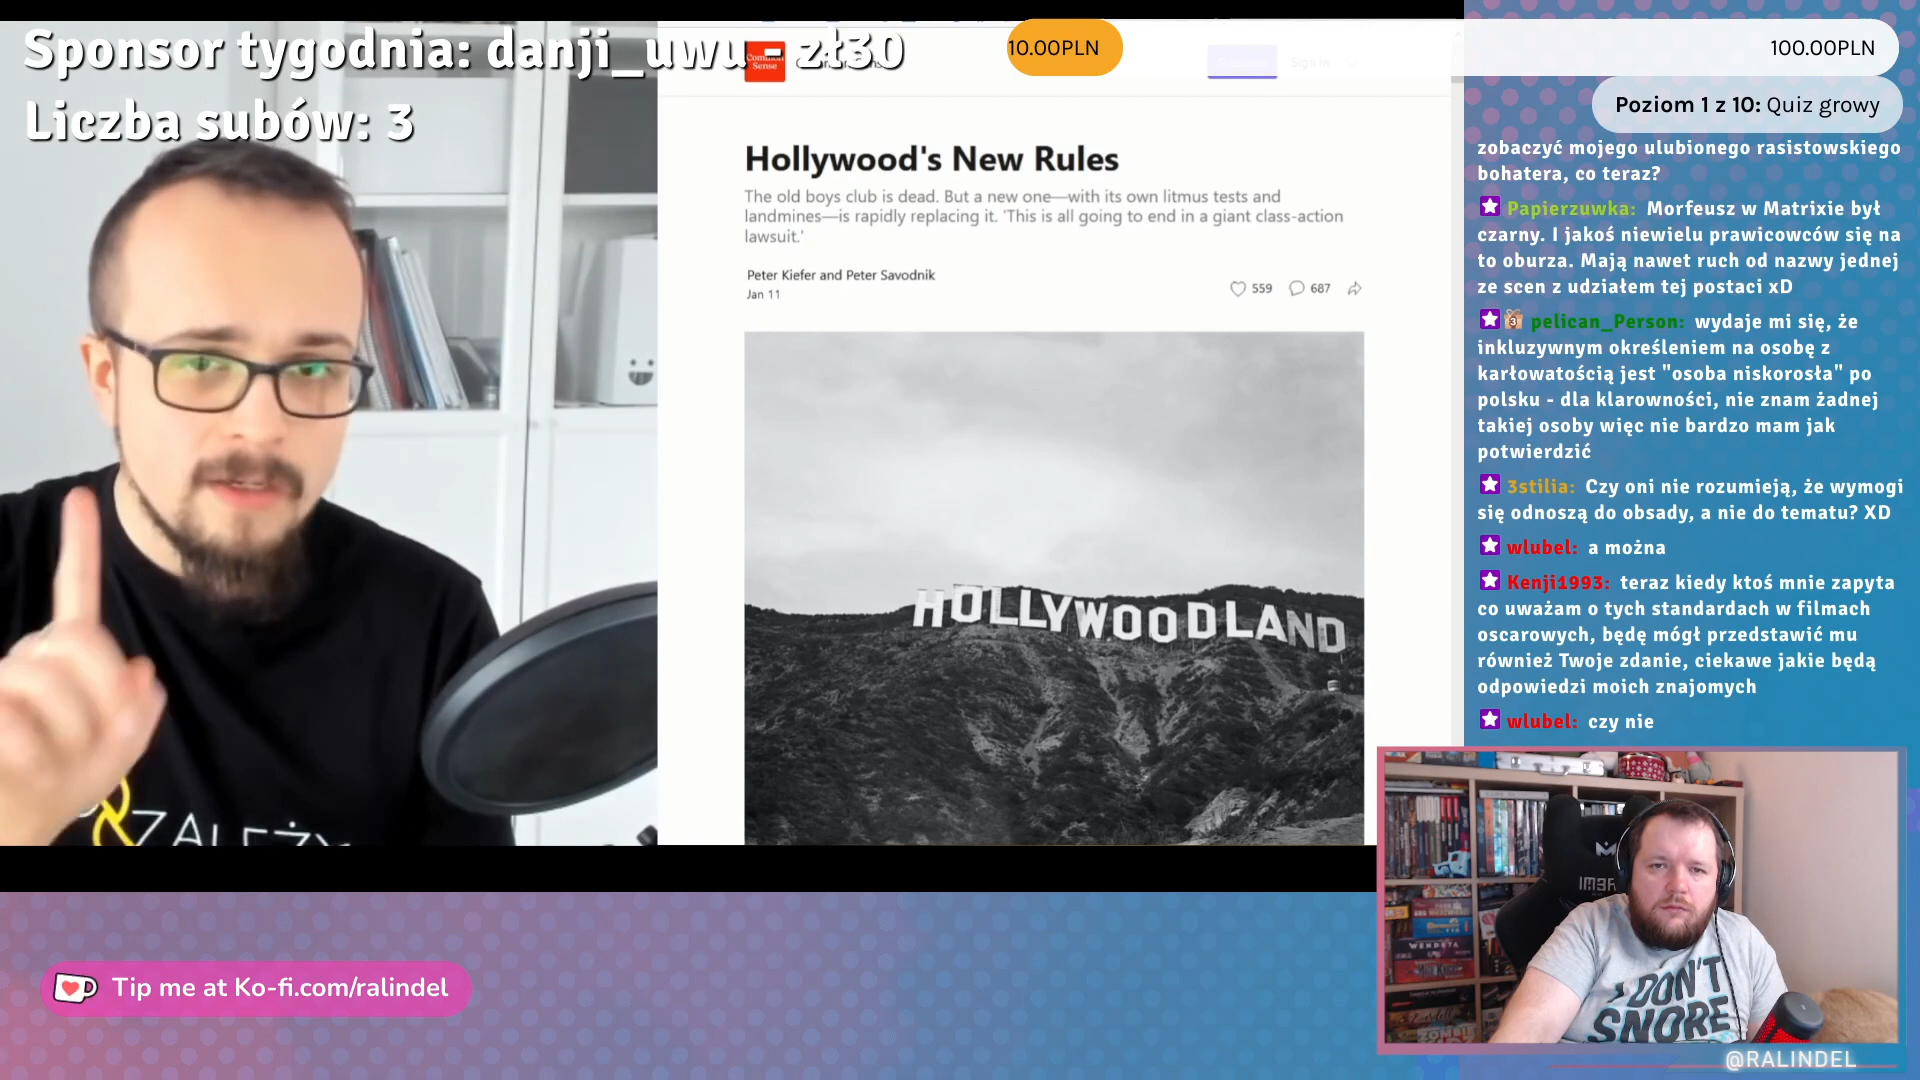 Sponsor tygodnia: danji_uwu - zł30
Liczba subów: 3
10.00PLN
100.00PLN
Poziom 1 z 10: Quiz growy
Common Sense
Sign in
Hollywood's New Rules
The old boys club is dead. But a new one—with its own litmus tests and
landmines—is rapidly replacing it. 'This is all going to end in a giant class-action
lawsuit.'
Peter Kiefer and Peter Savodnik
Jan 11
559 687
HOLLYWOODLAND
ZALEŻY
zobaczyć mojego ulubionego rasistowskiego
bohatera, co teraz?
Papierzuwka: Morfeusz w Matrixie był
czarny. I jakoś niewielu prawicowców się na
to oburza. Mają nawet ruch od nazwy jednej
ze scen z udziałem tej postaci xD
pelican_Person: wydaje mi się, że
inkluzywnym określeniem na osobę z
karłowatością jest "osoba niskorosła" po
polsku - dla klarowności, nie znam żadnej
takiej osoby więc nie bardzo mam jak
potwierdzić
3stilia: Czy oni nie rozumieją, że wymogi
się odnoszą do obsady, a nie do tematu? XD
wlubel: a można
Kenji1993: teraz kiedy ktoś mnie zapyta
co uważam o tych standardach w filmach
oscarowych, będę mógł przedstawić mu
również Twoje zdanie, ciekawe jakie będą
odpowiedzi moich znajomych
wlubel: czy nie
Tip me at Ko-fi.com/ralindel
WENDETA
I DON'T
SNORE
@RALINDEL